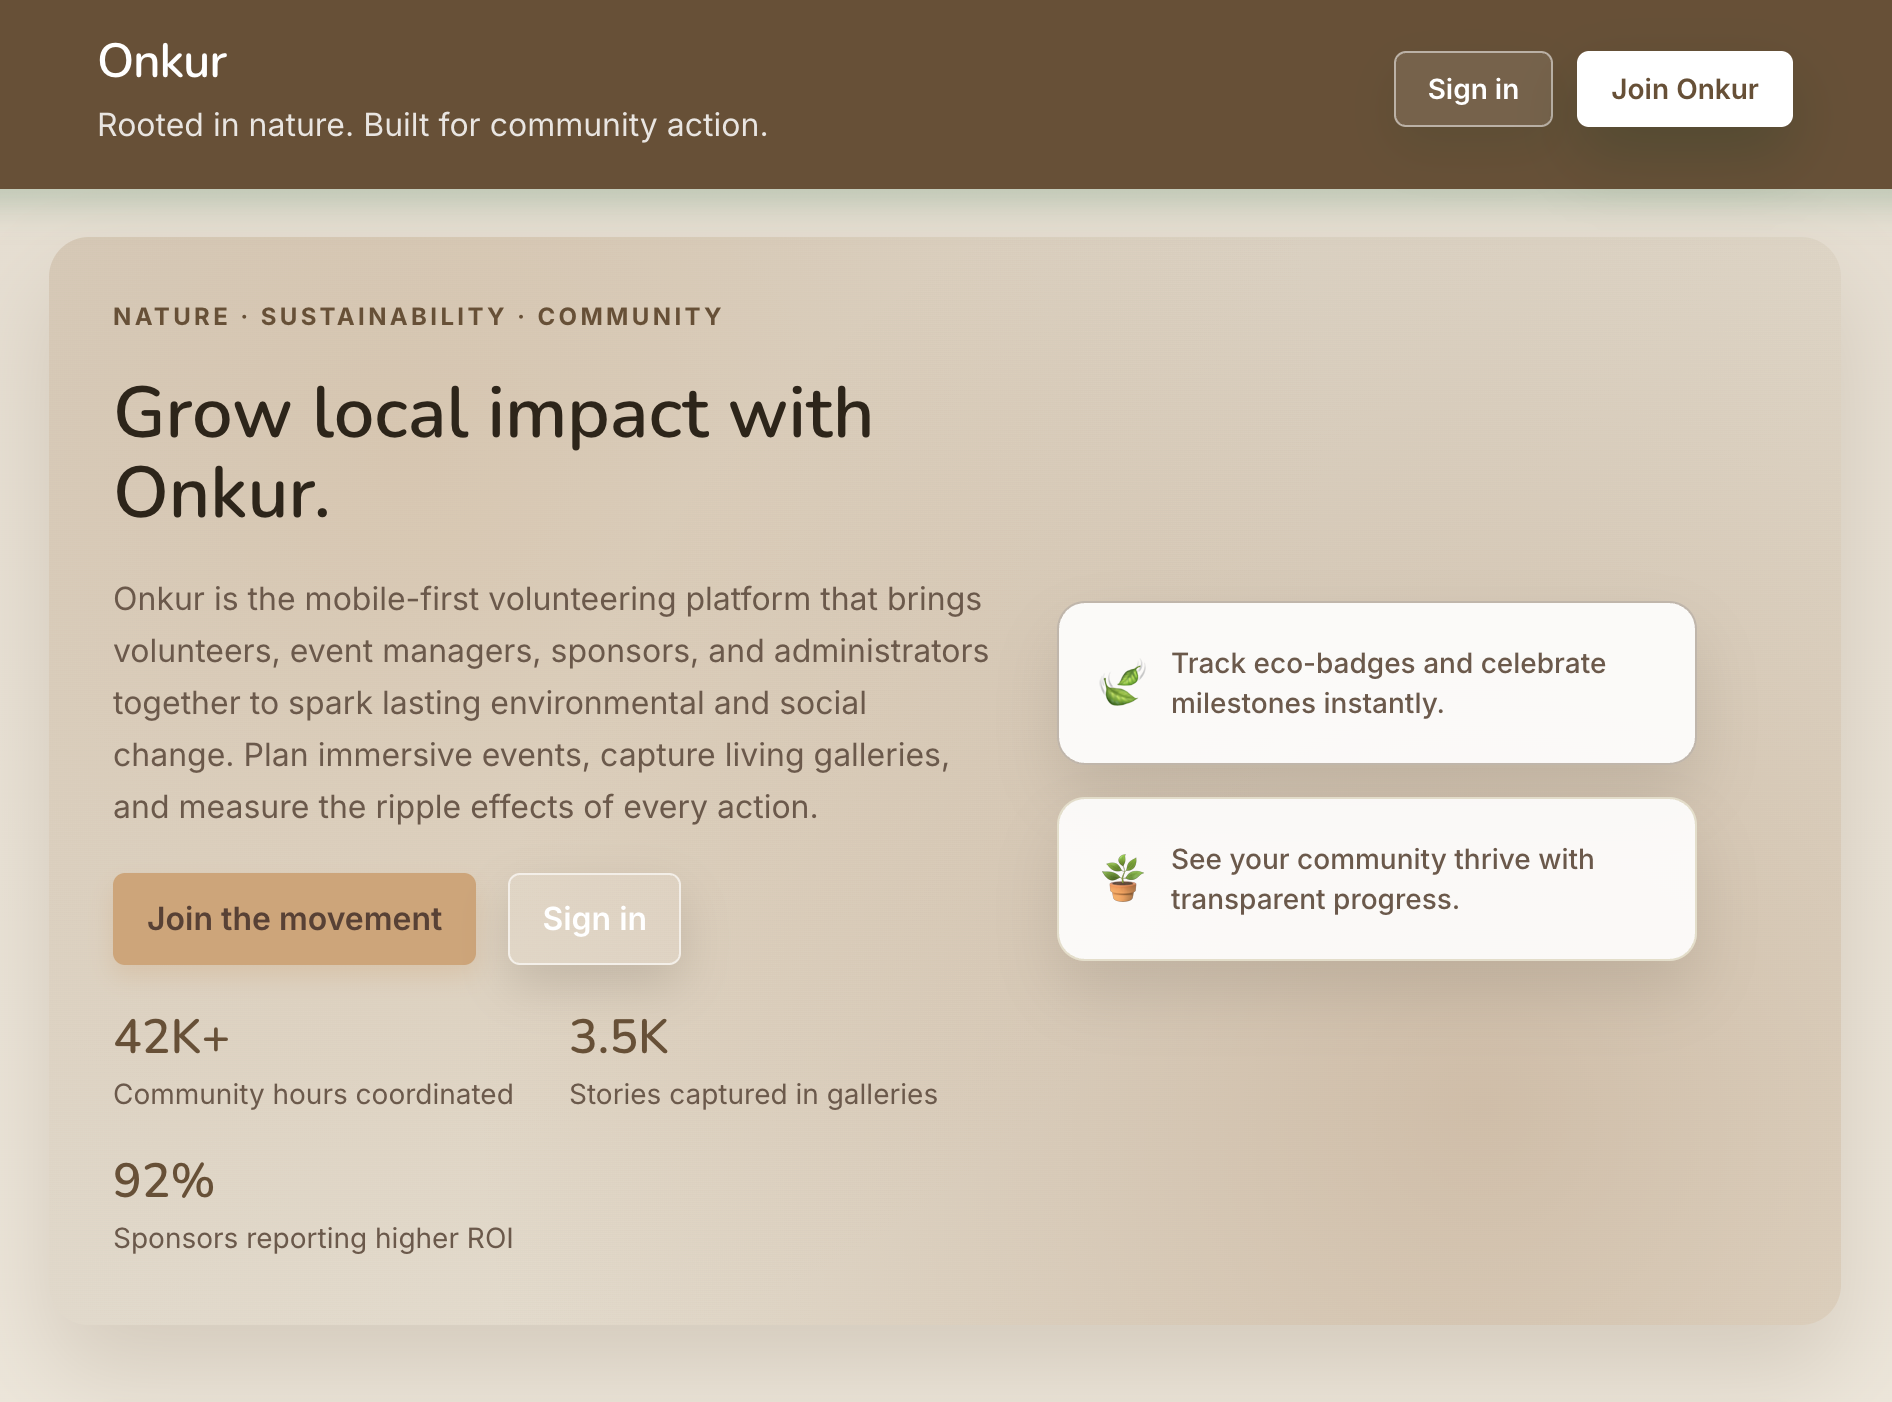 Onkur
Rooted in nature. Built for community action.
Sign in
Join Onkur
NATURE · SUSTAINABILITY · COMMUNITY
Grow local impact with
Onkur.
Onkur is the mobile-first volunteering platform that brings
volunteers, event managers, sponsors, and administrators
together to spark lasting environmental and social
change. Plan immersive events, capture living galleries,
and measure the ripple effects of every action.
Join the movement
Sign in
42K+
Community hours coordinated
3.5K
Stories captured in galleries
92%
Sponsors reporting higher ROI
Track eco-badges and celebrate
milestones instantly.
See your community thrive with
transparent progress.